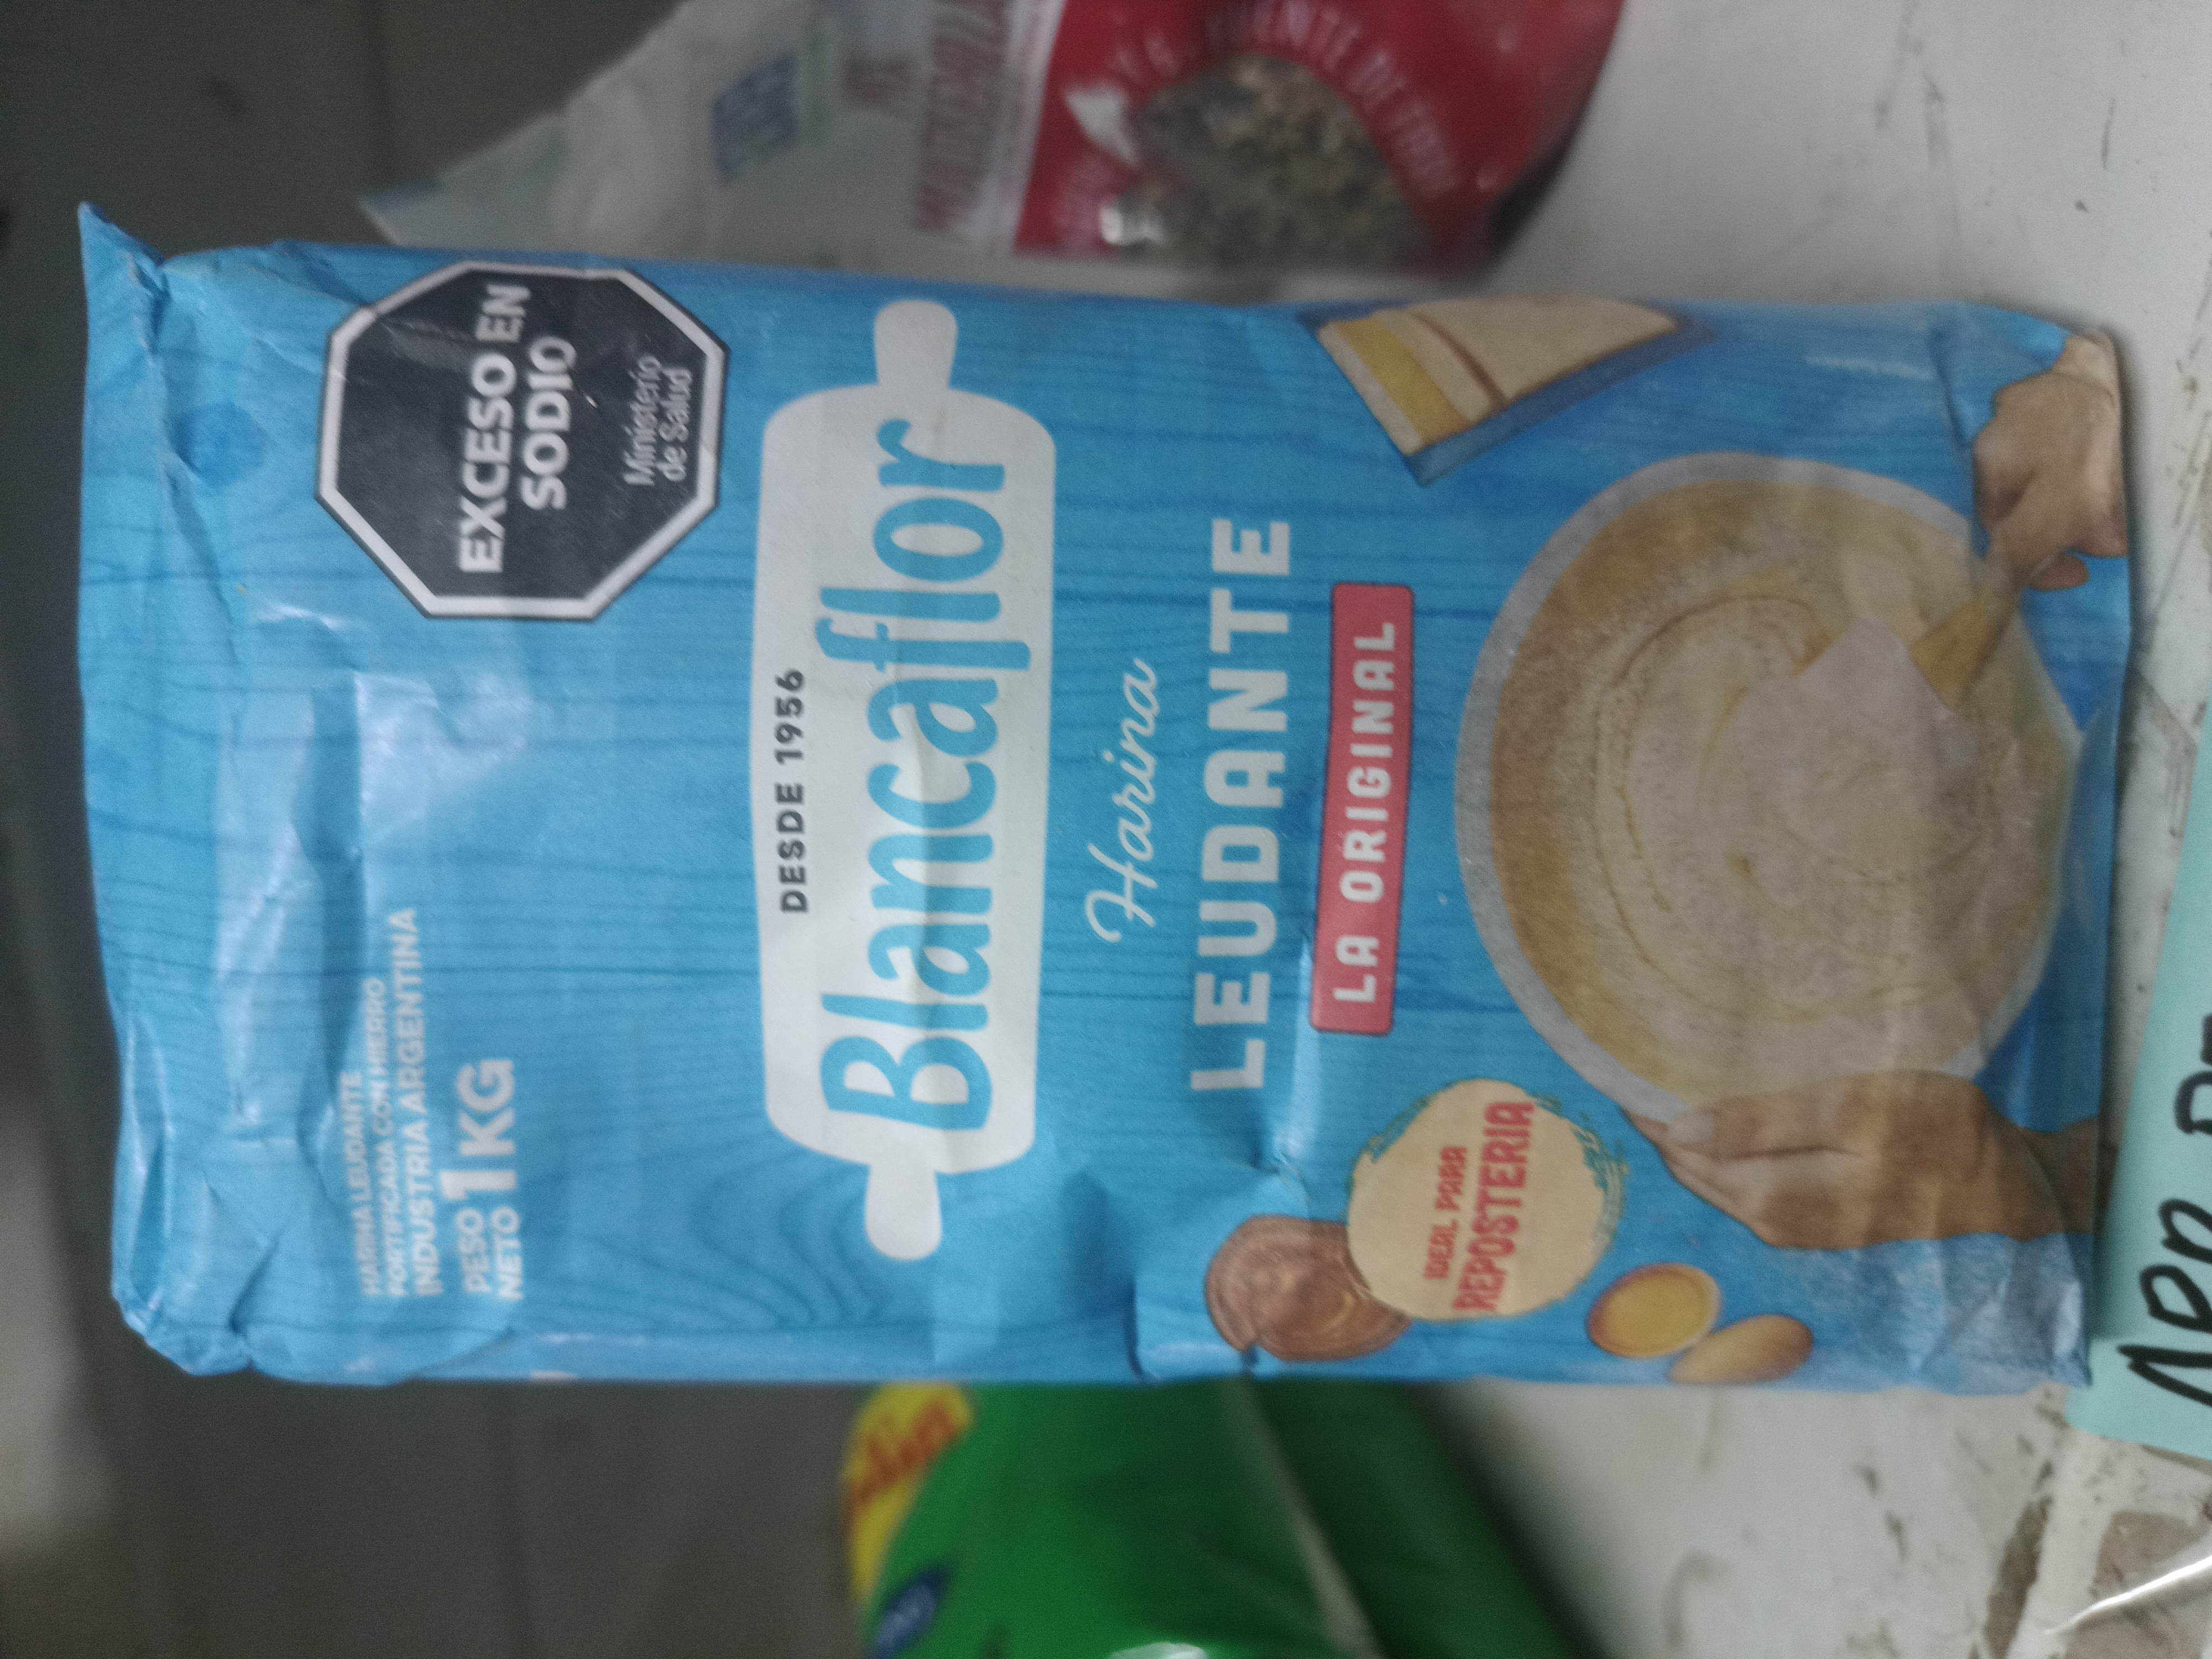 HARINA LEUDANTE
FORTIFICADA CON HIERRO
INDUSTRIA ARGENTINA
PESO NETO 1KG
EXCESO EN
SODIO
Ministerio
de Salud
DESDE 1956
Blancaflor
Harina
LEUDANTE
LA ORIGINAL
IDEAL PARA
REPOSTERIA